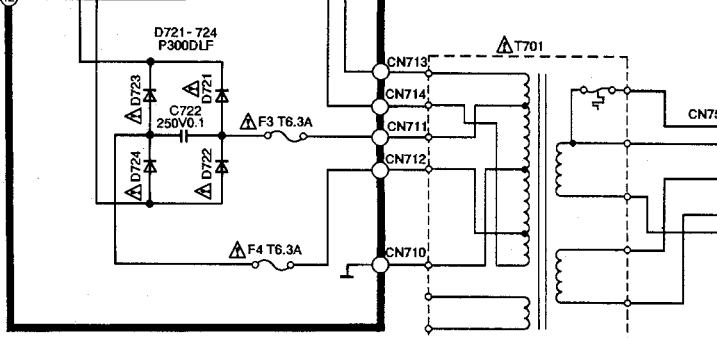 D721-724
P300DLF
T701
CN713
D723
D721
CN714
C722
250V0.1
F3 T6.3A
CN711
CN75
D724
D722
CN712
F4 T6.3A
CN710